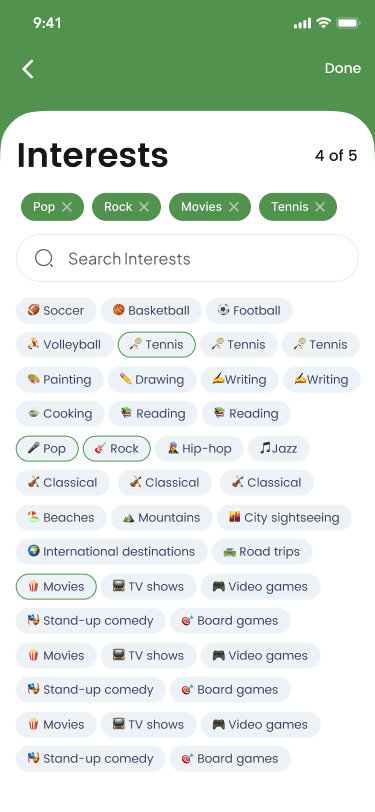 9:41
Done
Interests 4 of 5
Pop Rock Movies Tennis
Search Interests
Soccer Basketball Football
Volleyball Tennis Tennis Tennis
Painting Drawing Writing Writing
Cooking Reading Reading
Pop Rock Hip-hop Jazz
Classical Classical Classical
Beaches Mountains City sightseeing
International destinations Road trips
Movies TV shows Video games
Stand-up comedy Board games
Movies TV shows Video games
Stand-up comedy Board games
Movies TV shows Video games
Stand-up comedy Board games